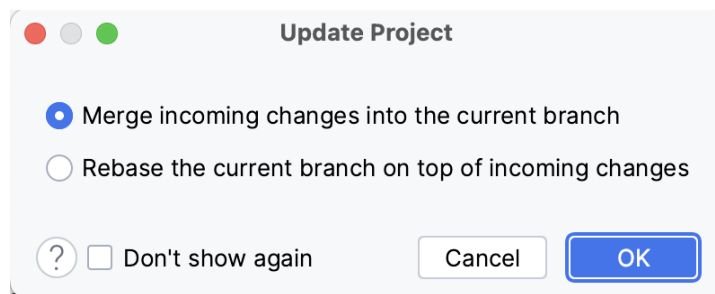 Update Project
Merge incoming changes into the current branch
Rebase the current branch on top of incoming changes
? Don't show again Cancel OK